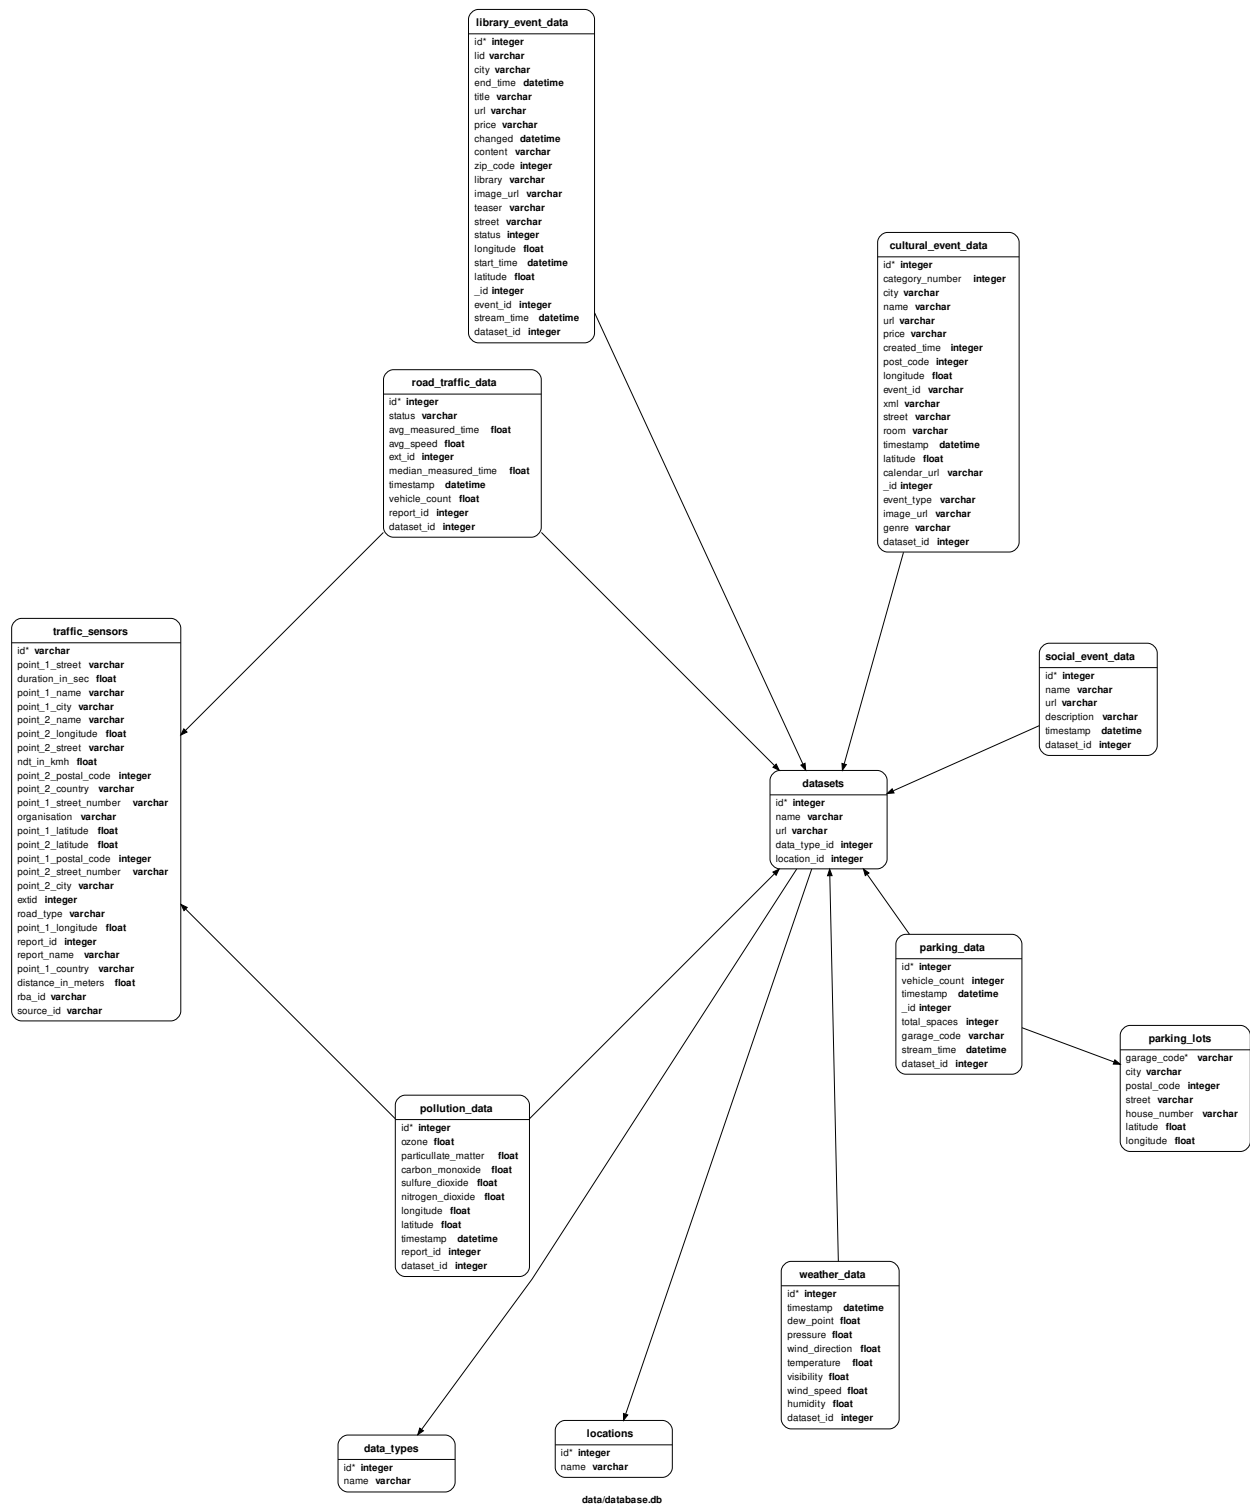 library_event_data
id* integer
lid varchar
city varchar
end_time datetime
title varchar
url varchar
price varchar
changed datetime
content varchar
zip_code integer
library varchar
image_url varchar
teaser varchar
street varchar
status integer
longitude float
start_time datetime
latitude float
_id integer
event_id integer
stream_time datetime
dataset_id integer
cultural_event_data
id* integer
category_number integer
city varchar
name varchar
url varchar
price varchar
created_time integer
post_code integer
longitude float
event_id varchar
xml varchar
street varchar
room varchar
timestamp datetime
latitude float
calendar_url varchar
_id integer
event_type varchar
image_url varchar
genre varchar
dataset_id integer
road_traffic_data
id* integer
status varchar
avg_measured_time float
avg_speed float
ext_id integer
median_measured_time float
timestamp datetime
vehicle_count float
report_id integer
dataset_id integer
traffic_sensors
id* varchar
point_1_street varchar
duration_in_sec float
point_1_name varchar
point_1_city varchar
point_2_name varchar
point_2_longitude float
point_2_street varchar
ndt_in_kmh float
point_2_postal_code integer
point_2_country varchar
point_1_street_number varchar
organisation varchar
point_1_latitude float
point_2_latitude float
point_1_postal_code integer
point_2_street_number varchar
point_2_city varchar
extid integer
road_type varchar
point_1_longitude float
report_id integer
report_name varchar
point_1_country varchar
distance_in_meters float
rba_id varchar
source_id varchar
social_event_data
id* integer
name varchar
url varchar
description varchar
timestamp datetime
dataset_id integer
datasets
id* integer
name varchar
url varchar
data_type_id integer
location_id integer
parking_data
id* integer
vehicle_count integer
timestamp datetime
_id integer
total_spaces integer
garage_code varchar
stream_time datetime
dataset_id integer
parking_lots
garage_code* varchar
city varchar
postal_code integer
street varchar
house_number varchar
latitude float
longitude float
pollution_data
id* integer
ozone float
particullate_matter float
carbon_monoxide float
sulfure_dioxide float
nitrogen_dioxide float
longitude float
latitude float
timestamp datetime
report_id integer
dataset_id integer
weather_data
id* integer
timestamp datetime
dew_point float
pressure float
wind_direction float
temperature float
visibility float
wind_speed float
humidity float
dataset_id integer
data_types
id* integer
name varchar
locations
id* integer
name varchar
data/database.db